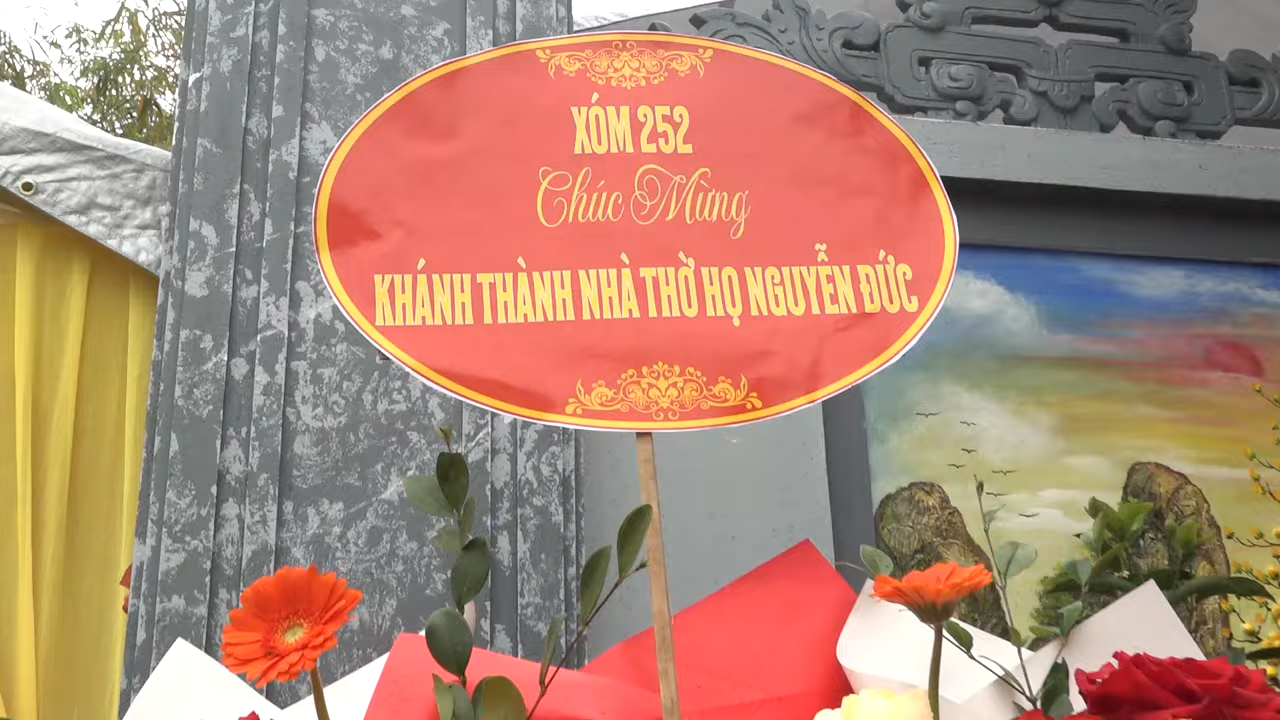 XÓM 252
Chúc Mừng
KHÁNH THÀNH NHÀ THỜ HỌ NGUYỄN ĐỨC